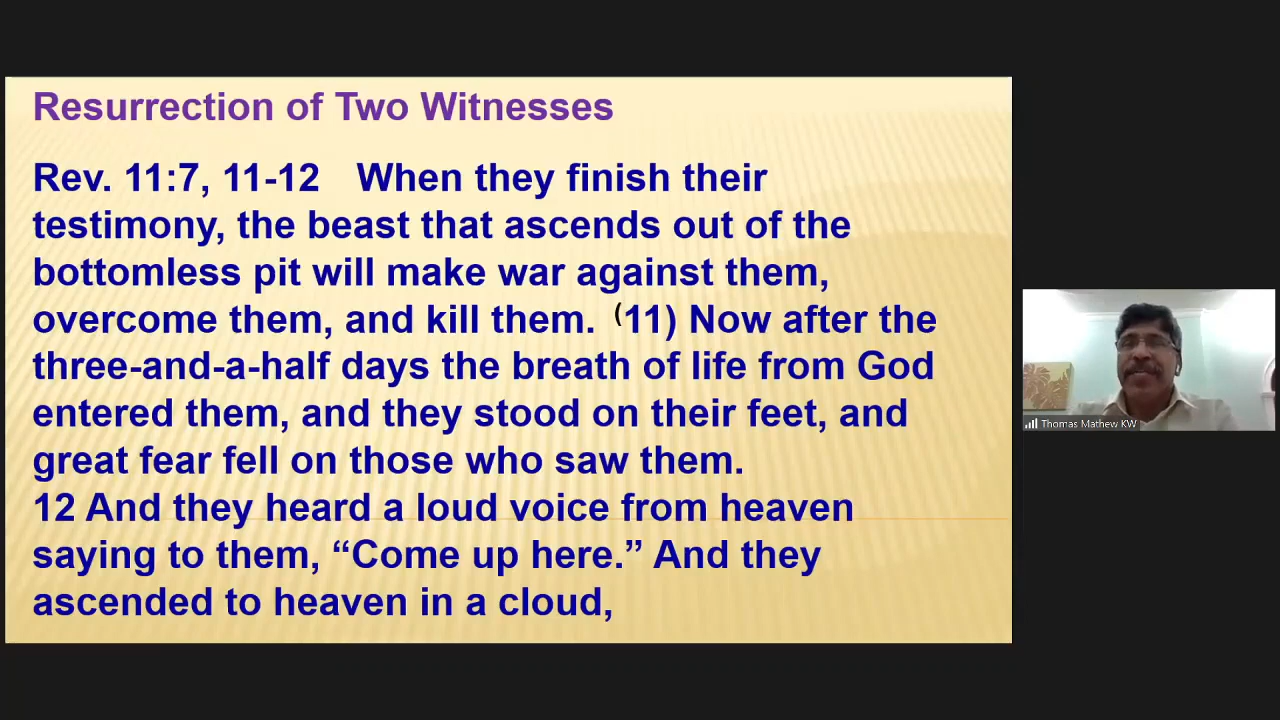 Resurrection of Two Witnesses
Rev. 11:7, 11-12 When they finish their
testimony, the beast that ascends out of the
bottomless pit will make war against them,
overcome them, and kill them. (11) Now after the
three-and-a-half days the breath of life from God
entered them, and they stood on their feet, and
great fear fell on those who saw them.
12 And they heard a loud voice from heaven
saying to them, “Come up here.” And they
ascended to heaven in a cloud,
Thomas Mathew KW